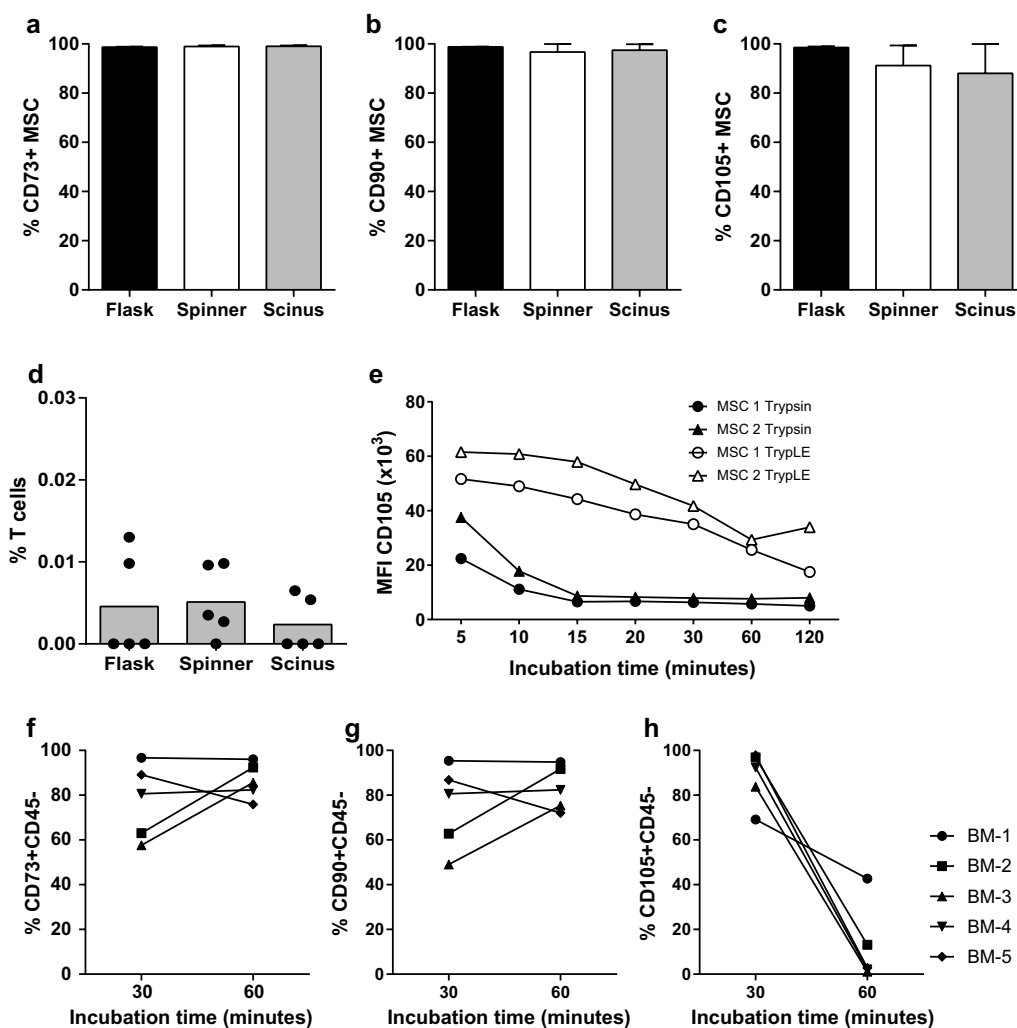 a
100
80
60
40
20
0
% CD73+ MSC
Flask Spinner Scinus
b
100
80
60
40
20
0
% CD90+ MSC
Flask Spinner Scinus
c
100
80
60
40
20
0
% CD105+ MSC
Flask Spinner Scinus
d
0.03
0.02
0.01
0.00
% T cells
Flask Spinner Scinus
e
80
60
40
20
0
MFI CD105 (x10³)
MSC 1 Trypsin
MSC 2 Trypsin
MSC 1 TrypLE
MSC 2 TrypLE
5 10 15 20 30 60 120
Incubation time (minutes)
f
100
80
60
40
20
0
% CD73+CD45-
30 60
Incubation time (minutes)
g
100
80
60
40
20
0
% CD90+CD45-
30 60
Incubation time (minutes)
h
100
80
60
40
20
0
% CD105+CD45-
30 60
Incubation time (minutes)
BM-1
BM-2
BM-3
BM-4
BM-5